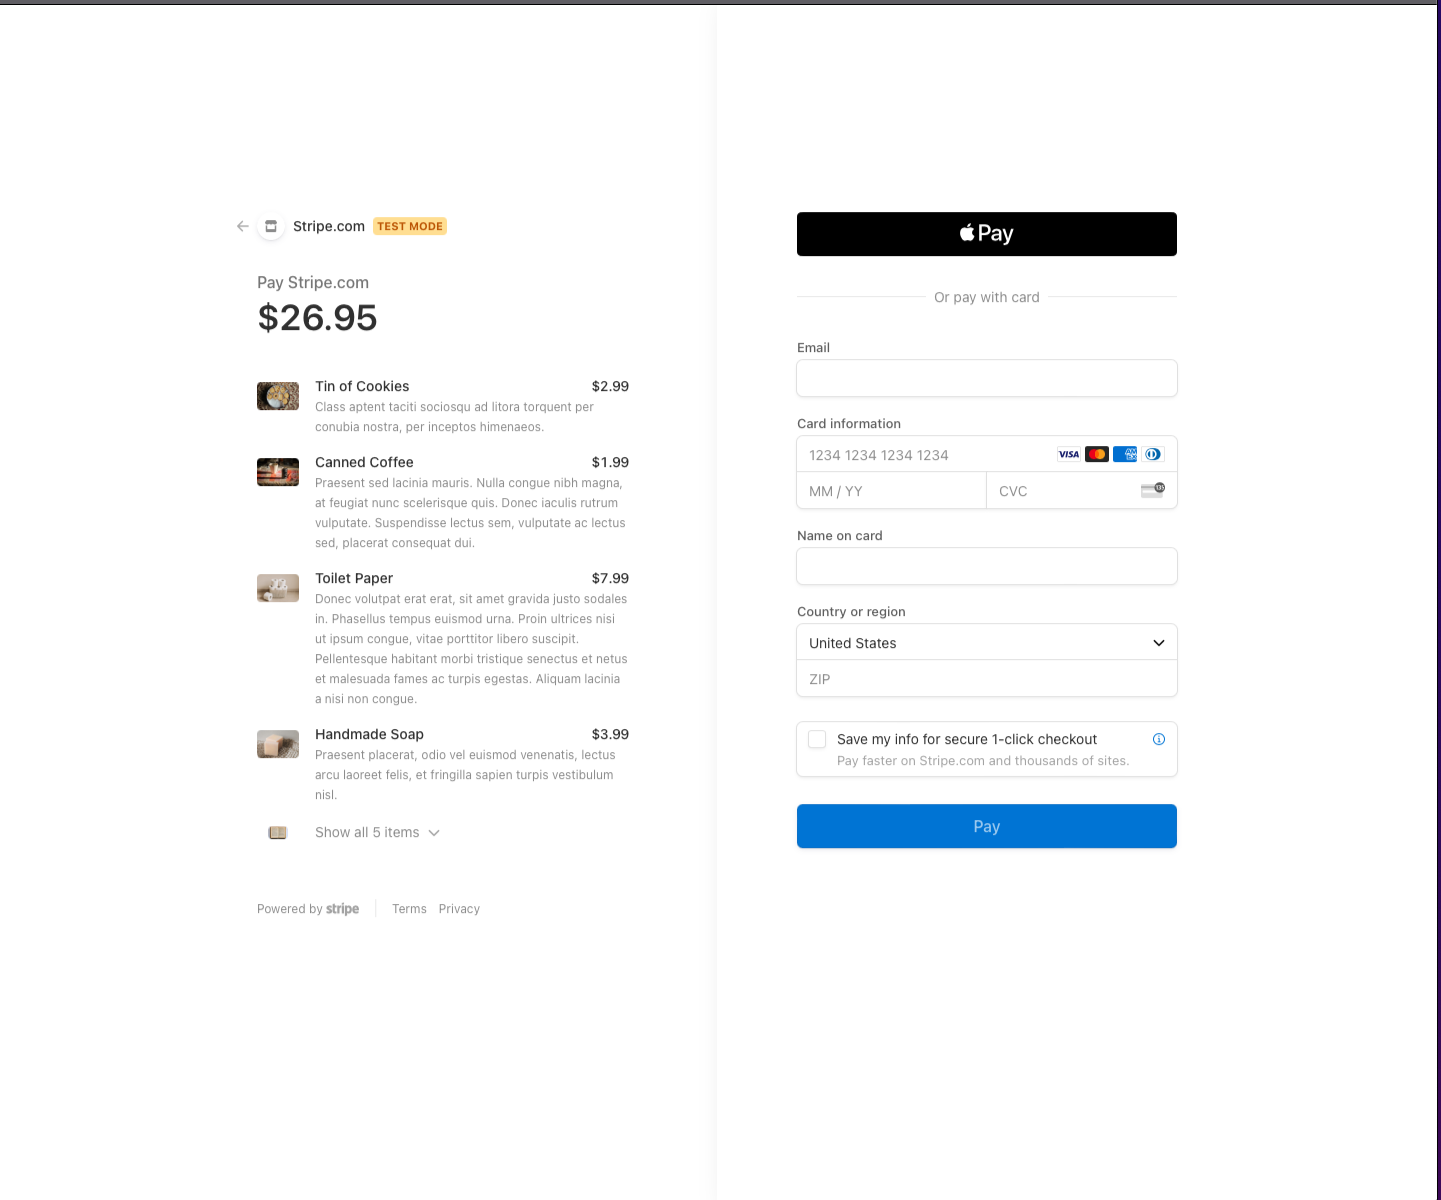 Stripe.com TEST MODE
Pay Stripe.com
$26.95
Tin of Cookies $2.99
Class aptent taciti sociosqu ad litora torquent per
conubia nostra, per inceptos himenaeos.
Canned Coffee $1.99
Praesent sed lacinia mauris. Nulla congue nibh magna,
at feugiat nunc scelerisque quis. Donec iaculis rutrum
vulputate. Suspendisse lectus sem, vulputate ac lectus
sed, placerat consequat dui.
Toilet Paper $7.99
Donec volutpat erat erat, sit amet gravida justo sodales
in. Phasellus tempus euismod urna. Proin ultrices nisi
ut ipsum congue, vitae porttitor libero suscipit.
Pellentesque habitant morbi tristique senectus et netus
et malesuada fames ac turpis egestas. Aliquam lacinia
a nisi non congue.
Handmade Soap $3.99
Praesent placerat, odio vel euismod venenatis, lectus
arcu laoreet felis, et fringilla sapien turpis vestibulum
nisl.
Show all 5 items
Powered by stripe Terms Privacy
Pay
Or pay with card
Email
Card information
1234 1234 1234 1234 VISA
MM / YY CVC 135
Name on card
Country or region
United States
ZIP
Save my info for secure 1-click checkout
Pay faster on Stripe.com and thousands of sites.
Pay